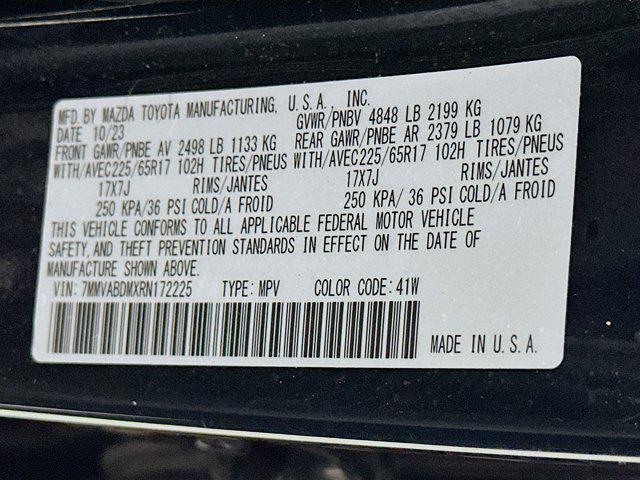 MFD. BY MAZDA TOYOTA MANUFACTURING, U.S.A., INC.
DATE 10/23 GVWR/PNBV 4848 LB 2199 KG
FRONT GAWR/PNBE AV 2498 LB 1133 KG REAR GAWR/PNBE AR 2379 LB 1079 KG
WITH/AVEC225/65R17 102H TIRES/PNEUS WITH/AVEC225/65R17 102H TIRES/PNEUS
17X7J RIMS/JANTES 17X7J RIMS/JANTES
250 KPA/36 PSI COLD/A FROID 250 KPA/ 36 PSI COLD/A FROID
THIS VEHICLE CONFORMS TO ALL APPLICABLE FEDERAL MOTOR VEHICLE
SAFETY, AND THEFT PREVENTION STANDARDS IN EFFECT ON THE DATE OF
MANUFACTURE SHOWN ABOVE.
VIN: 7MMVABDMXRN172225 TYPE: MPV COLOR CODE: 41W
MADE IN U.S.A.